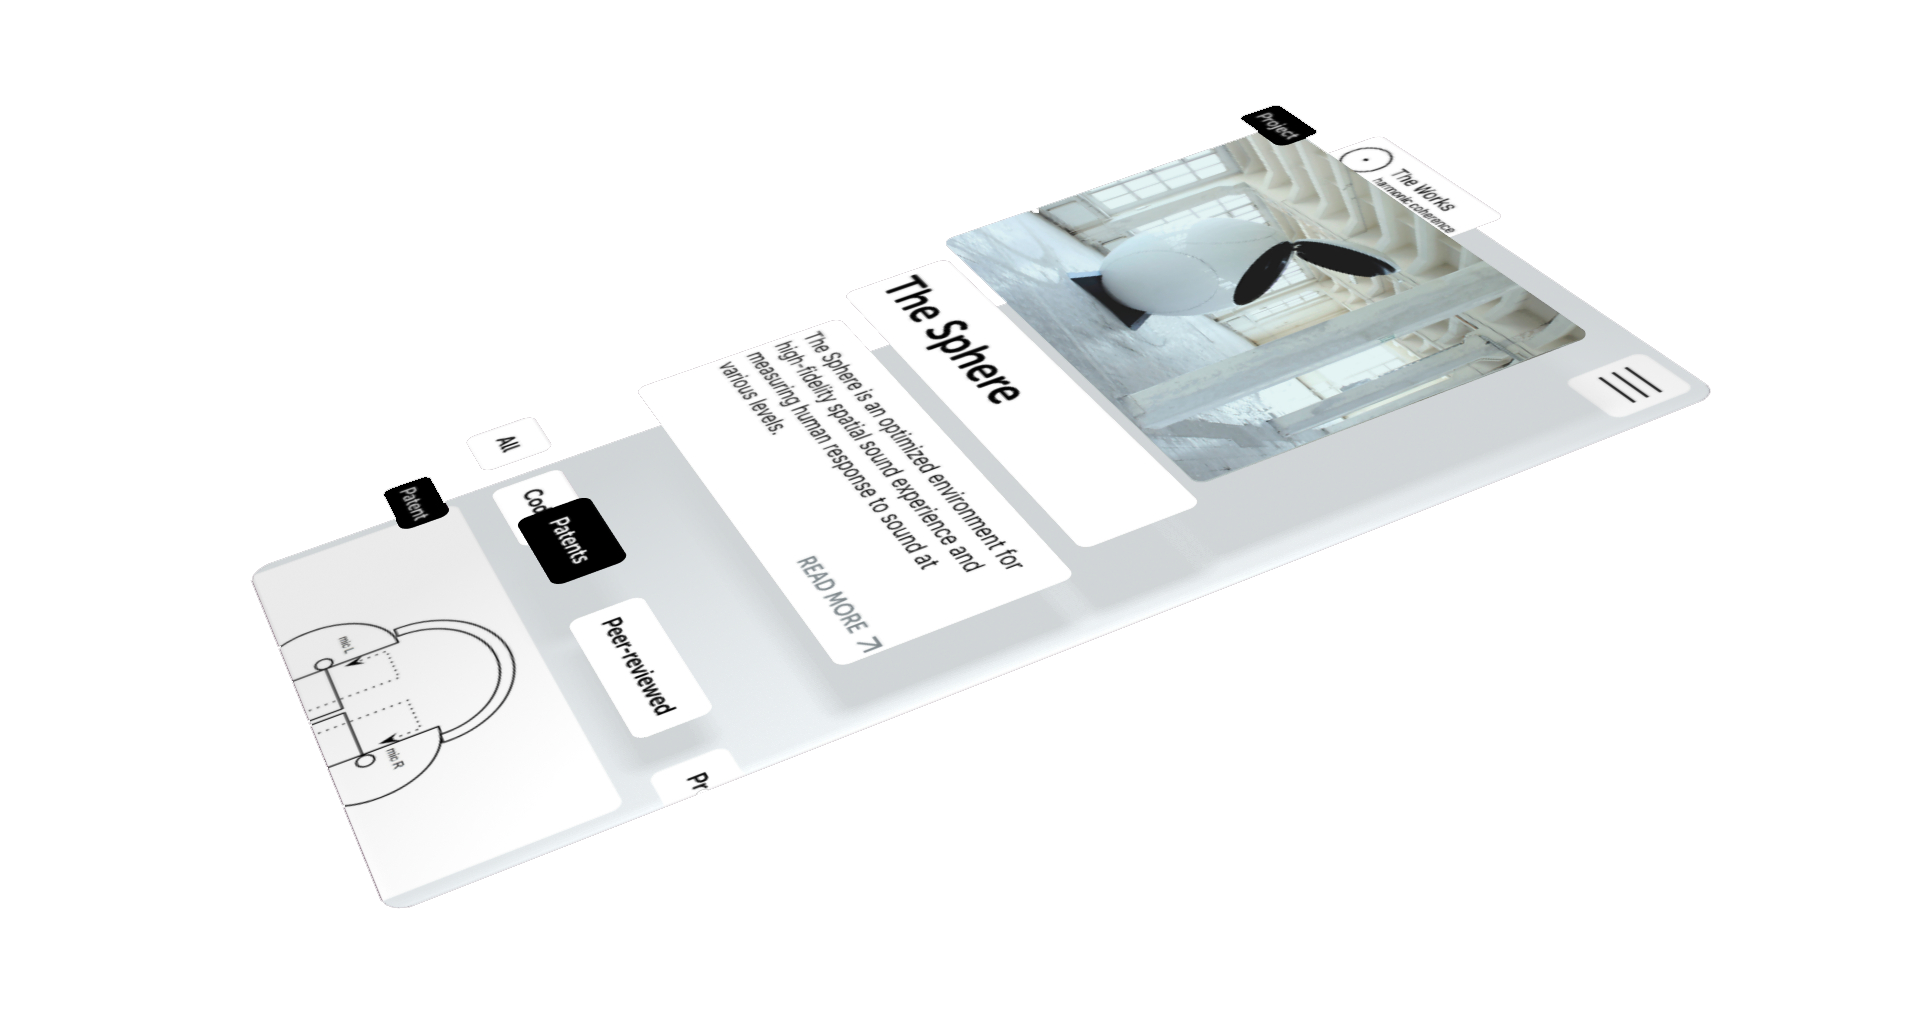 The Works
harmonic coherence
Project
The Sphere
The Sphere is an optimized environment for
high-fidelity spatial sound experience and
measuring human response to sound at
various levels.
READ MORE
All
Co
Patents
Peer-reviewed
Pr
Patent
mic L
mic R